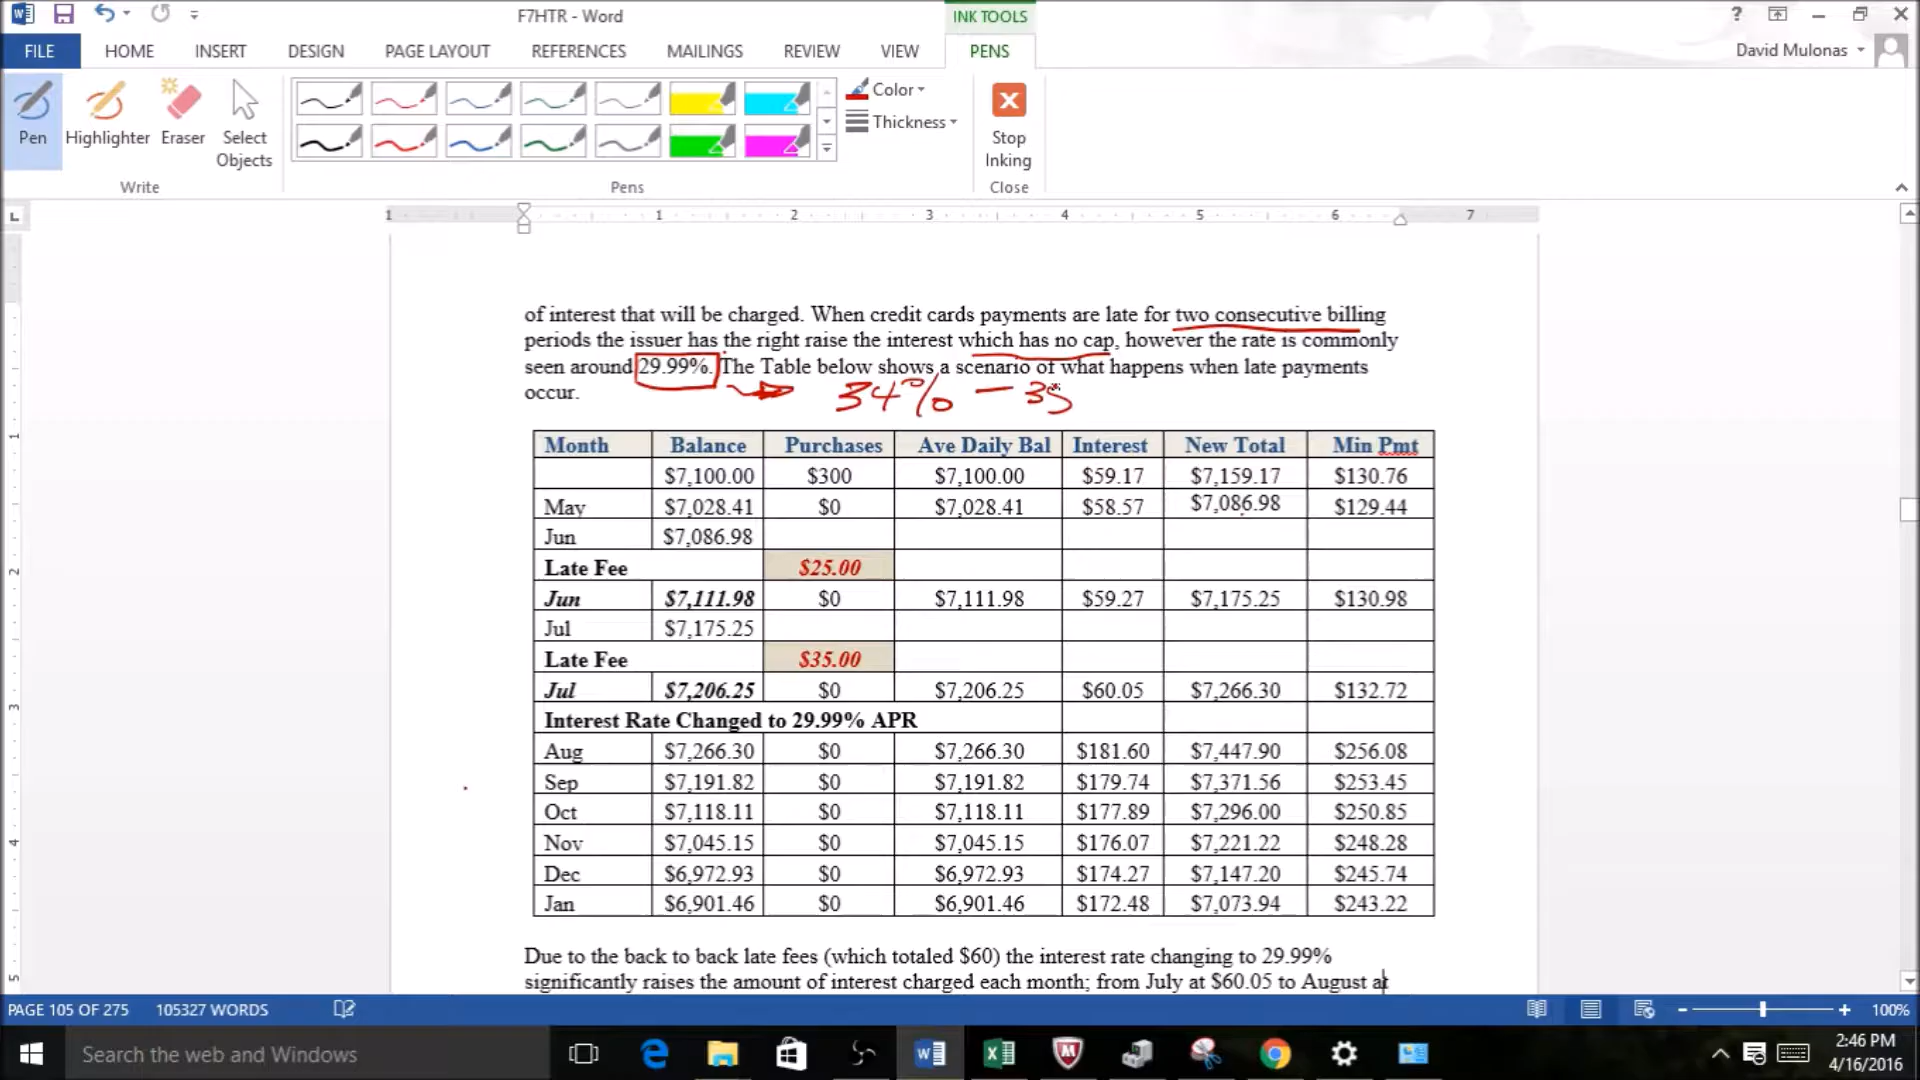 F7HTR - Word
INK TOOLS
?
FILE HOME INSERT DESIGN PAGE LAYOUT REFERENCES MAILINGS REVIEW VIEW PENS
David Mulonas
Pen Highlighter Eraser Select Objects
Color
Thickness
Stop Inking
Write Pens Close
L
1 1 2 3 4 5 6 7
of interest that will be charged. When credit cards payments are late for two consecutive billing
periods the issuer has the right raise the interest which has no cap, however the rate is commonly
seen around 29.99%. The Table below shows a scenario of what happens when late payments
occur.
34% - 35
Month Balance Purchases Ave Daily Bal Interest New Total Min Pmt
$7,100.00 $300 $7,100.00 $59.17 $7,159.17 $130.76
May $7,028.41 $0 $7,028.41 $58.57 $7,086.98 $129.44
Jun $7,086.98
Late Fee $25.00
Jun $7,111.98 $0 $7,111.98 $59.27 $7,175.25 $130.98
Jul $7,175.25
Late Fee $35.00
Jul $7,206.25 $0 $7,206.25 $60.05 $7,266.30 $132.72
Interest Rate Changed to 29.99% APR
Aug $7,266.30 $0 $7,266.30 $181.60 $7,447.90 $256.08
Sep $7,191.82 $0 $7,191.82 $179.74 $7,371.56 $253.45
Oct $7,118.11 $0 $7,118.11 $177.89 $7,296.00 $250.85
Nov $7,045.15 $0 $7,045.15 $176.07 $7,221.22 $248.28
Dec $6,972.93 $0 $6,972.93 $174.27 $7,147.20 $245.74
Jan $6,901.46 $0 $6,901.46 $172.48 $7,073.94 $243.22
Due to the back to back late fees (which totaled $60) the interest rate changing to 29.99%
significantly raises the amount of interest charged each month; from July at $60.05 to August at
1
2
3
4
5
PAGE 105 OF 275 105327 WORDS
100%
Search the web and Windows
2:46 PM
4/16/2016